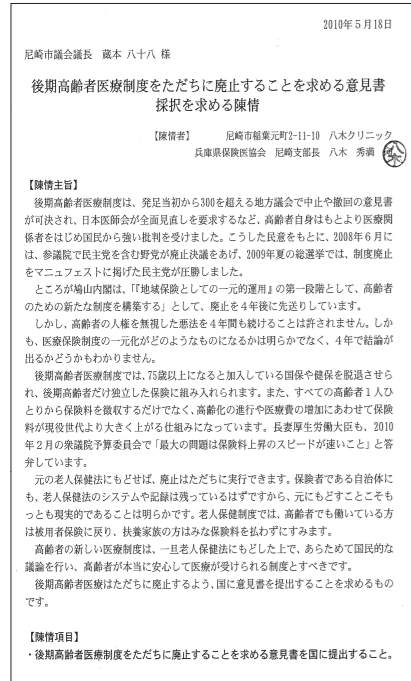 2010年5月18日
尼崎市議会議長　蔵本 八十八 様
後期高齢者医療制度をただちに廃止することを求める意見書
採択を求める陳情
【陳情者】　尼崎市稲葉元町2-11-10　八木クリニック
兵庫県保険医協会　尼崎支部長　八木　秀満
【陳情主旨】
後期高齢者医療制度は、発足当初から300を超える地方議会で中止や撤回の意見書
が可決され、日本医師会が全面見直しを要求するなど、高齢者自身はもとより医療関
係者をはじめ国民から強い批判を受けました。こうした民意をもとに、2008年6月に
は、参議院で民主党を含む野党が廃止決議をあげ、2009年夏の総選挙では、制度廃止
をマニュフェストに掲げた民主党が圧勝しました。
ところが鳩山内閣は、「『地域保険としての一元的運用』の第一段階として、高齢者
のための新たな制度を構築する」として、廃止を4年後に先送りしています。
しかし、高齢者の人権を無視した悪法を4年間も続けることは許されません。しか
も、医療保険制度の一元化がどのようなものになるかは明らかでなく、4年で結論が
出るかどうかもわかりません。
後期高齢者医療制度では、75歳以上になると加入している国保や健保を脱退させら
れ、後期高齢者だけ独立した保険に組み入れられます。また、すべての高齢者1人ひ
とりから保険料を徴収するだけでなく、高齢化の進行や医療費の増加にあわせて保険
料が現役世代より大きく上がる仕組みになっています。長妻厚生労働大臣も、2010
年2月の衆議院予算委員会で「最大の問題は保険料上昇のスピードが速いこと」と答
弁しています。
元の老人保健法にもどせば、廃止はただちに実行できます。保険者である自治体に
も、老人保健法のシステムや記録は残っているはずですから、元にもどすことこそも
っとも現実的であることは明らかです。老人保健制度では、高齢者でも働いている方
は被用者保険に戻り、扶養家族の方はみな保険料を払わずにすみます。
高齢者の新しい医療制度は、一旦老人保健法にもどした上で、あらためて国民的な
議論を行い、高齢者が本当に安心して医療が受けられる制度とすべきです。
後期高齢者医療はただちに廃止するよう、国に意見書を提出することを求めるもの
です。
【陳情項目】
・後期高齢者医療制度をただちに廃止することを求める意見書を国に提出すること。